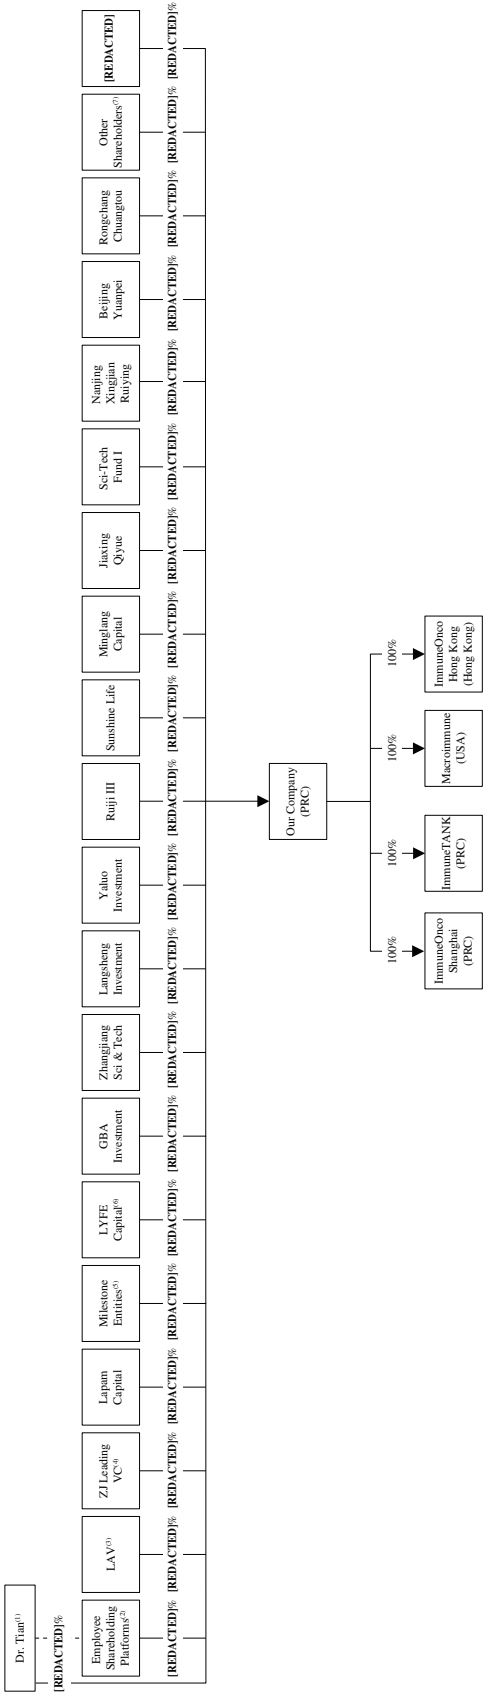 Dr. Tian(1)
[REDACTED]%
Employee
Shareholding
Platforms(2)
[REDACTED]%
LAV(3)
[REDACTED]%
ZJ Leading
VC(4)
[REDACTED]%
Lapam
Capital
[REDACTED]%
Milestone
Entities(5)
[REDACTED]%
LYFE
Capital(6)
[REDACTED]%
GBA
Investment
[REDACTED]%
Zhangjiang
Sci & Tech
[REDACTED]%
Langsheng
Investment
[REDACTED]%
Yaluo
Investment
[REDACTED]%
Ruiji III
[REDACTED]%
Sunshine Life
[REDACTED]%
Minglang
Capital
[REDACTED]%
Jiaxing
Qiyue
[REDACTED]%
Sci-Tech
Fund I
[REDACTED]%
Nanjing
Xingjian
Ruiying
[REDACTED]%
Beijing
Yuanpei
[REDACTED]%
Rongchang
Chuangtou
[REDACTED]%
Other
Shareholders(7)
[REDACTED]%
[REDACTED]
[REDACTED]%
Our Company
(PRC)
100%
ImmuneOnco
Shanghai
(PRC)
100%
ImmuneTANK
(PRC)
100%
Macroimmune
(USA)
100%
ImmuneOnco
Hong Kong
(Hong Kong)